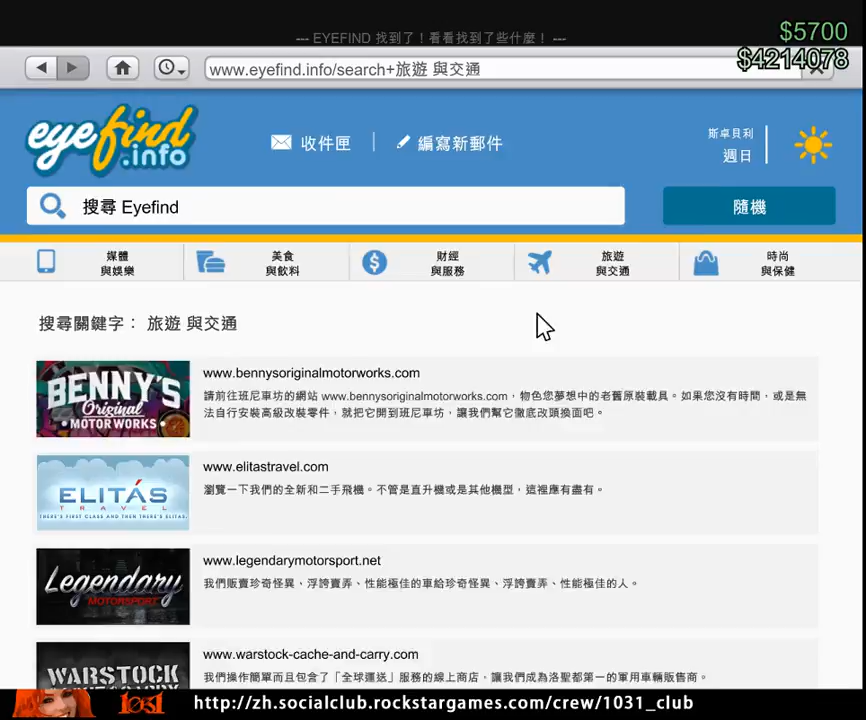 --- EYEFIND 找到了！看看找到了些什麼！ ---
$5700
$4214078
www.eyefind.info/search+旅遊 與交通
eyefind
.info
收件匣
編寫新郵件
斯卓貝利
週日
搜尋 Eyefind
隨機
媒體
與娛樂
美食
與飲料
財經
與服務
旅遊
與交通
時尚
與保健
搜尋關鍵字： 旅遊 與交通
BENNY'S
Original
MOTOR WORKS
www.bennysoriginalmotorworks.com
請前往班尼車坊的網站 www.bennysoriginalmotorworks.com，物色您夢想中的老舊原裝載具。如果您沒有時間，或是無
法自行安裝高級改裝零件，就把它開到班尼車坊，讓我們幫它徹底改頭換面吧。
ELITÁS
TRAVEL
THERE'S FIRST CLASS AND THEN THERE'S ELITAS.
www.elitastravel.com
瀏覽一下我們的全新和二手飛機。不管是直升機或是其他機型，這裡應有盡有。
Legendary
MOTORSPORT
www.legendarymotorsport.net
我們販賣珍奇怪異、浮誇賣弄、性能極佳的車給珍奇怪異、浮誇賣弄、性能極佳的人。
WARSTOCK
www.warstock-cache-and-carry.com
我們操作簡單而且包含了「全球運送」服務的線上商店，讓我們成為洛聖都第一的軍用車輛販售商。
1031
http://zh.socialclub.rockstargames.com/crew/1031_club